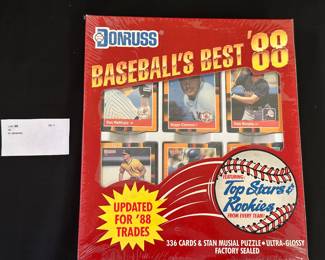 DONRUSS
BASEBALL'S BEST '88
Don Mattingly
Roger Clemens
UPDATED
FOR '88
TRADES
FEATURING
Top Stars &
Rookies
FROM EVERY TEAM!
336 CARDS & STAN MUSIAL PUZZLE • ULTRA-GLOSSY
FACTORY SEALED